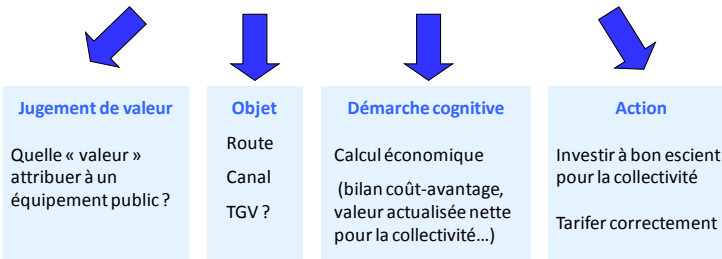 Jugement de valeur
Quelle « valeur »
attribuer à un
équipement public ?
Objet
Route
Canal
TGV ?
Démarche cognitive
Calcul économique
(bilan coût-avantage,
valeur actualisée nette
pour la collectivité…)
Action
Investir à bon escient
pour la collectivité
Tarifer correctement